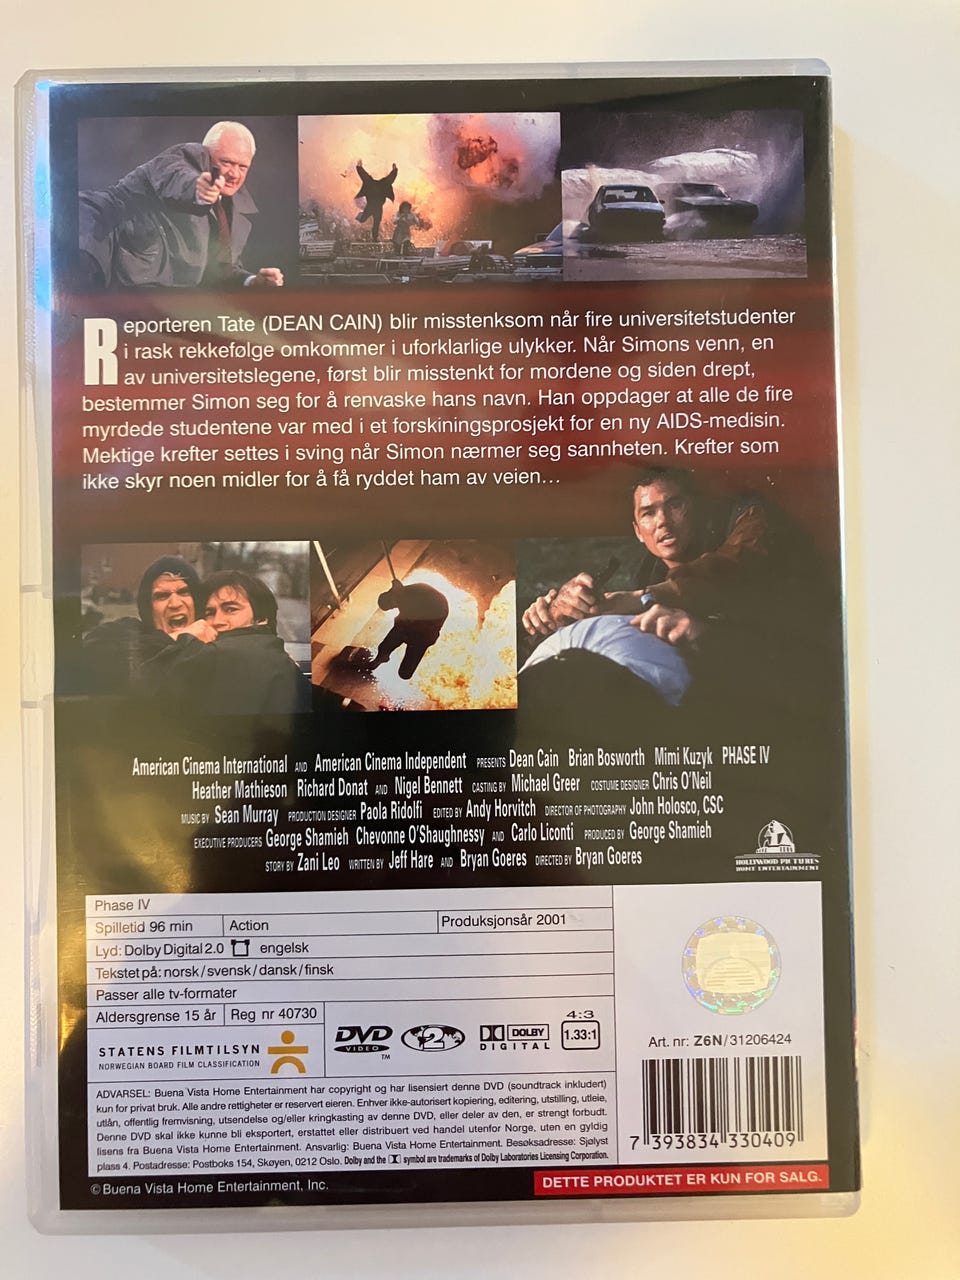 Reporteren Tate (DEAN CAIN) blir misstenksom når fire universitetstudenter
i rask rekkefølge omkommer i uforklarlige ulykker. Når Simons venn, en
av universitetslegene, først blir misstenkt for mordene og siden drept,
bestemmer Simon seg for å renvaske hans navn. Han oppdager at alle de fire
myrdede studentene var med i et forskiningsprosjekt for en ny AIDS-medisin.
Mektige krefter settes i sving når Simon nærmer seg sannheten. Krefter som
ikke skyr noen midler for å få ryddet ham av veien…
American Cinema International AND American Cinema Independent PRESENTS Dean Cain Brian Bosworth Mimi Kuzyk PHASE IV
Heather Mathieson Richard Donat AND Nigel Bennett CASTING BY Michael Greer COSTUME DESIGNER Chris O'Neil
MUSIC BY Sean Murray PRODUCTION DESIGNER Paola Ridolfi EDITED BY Andy Horvitch DIRECTOR OF PHOTOGRAPHY John Holosco, CSC
EXECUTIVE PRODUCERS George Shamieh Chevonne O'Shaughnessy AND Carlo Liconti PRODUCED BY George Shamieh
STORY BY Zani Leo WRITTEN BY Jeff Hare AND Bryan Goeres DIRECTED BY Bryan Goeres
HOLLYWOOD PICTURES
HOME ENTERTAINMENT
Phase IV
Spilletid 96 min Action Produksjonsår 2001
Lyd: Dolby Digital 2.0 engelsk
Tekstet på: norsk/svensk/dansk/finsk
Passer alle tv-formater
Aldersgrense 15 år Reg nr 40730
STATENS FILMTILSYN
NORWEGIAN BOARD FILM CLASSIFICATION
DVD
VIDEO
TM
2
DOLBY
DIGITAL
4:3
1.33:1
Art. nr: Z6N/31206424
7 393834 330409
ADVARSEL: Buena Vista Home Entertainment har copyright og har lisensiert denne DVD (soundtrack inkludert)
kun for privat bruk. Alle andre rettigheter er reservert eieren. Enhver ikke-autorisert kopiering, editering, utstilling, utleie,
utlån, offentlig fremvisning, utsendelse og/eller kringkasting av denne DVD, eller deler av den, er strengt forbudt.
Denne DVD skal ikke kunne bli eksportert, erstattet eller distribuert ved handel utenfor Norge, uten en gyldig
lisens fra Buena Vista Home Entertainment. Ansvarlig: Buena Vista Home Entertainment. Besøksadresse: Sjølyst
plass 4. Postadresse: Postboks 154, Skøyen, 0212 Oslo. Dolby and the symbol are trademarks of Dolby Laboratories Licensing Corporation.
© Buena Vista Home Entertainment, Inc.
DETTE PRODUKTET ER KUN FOR SALG.